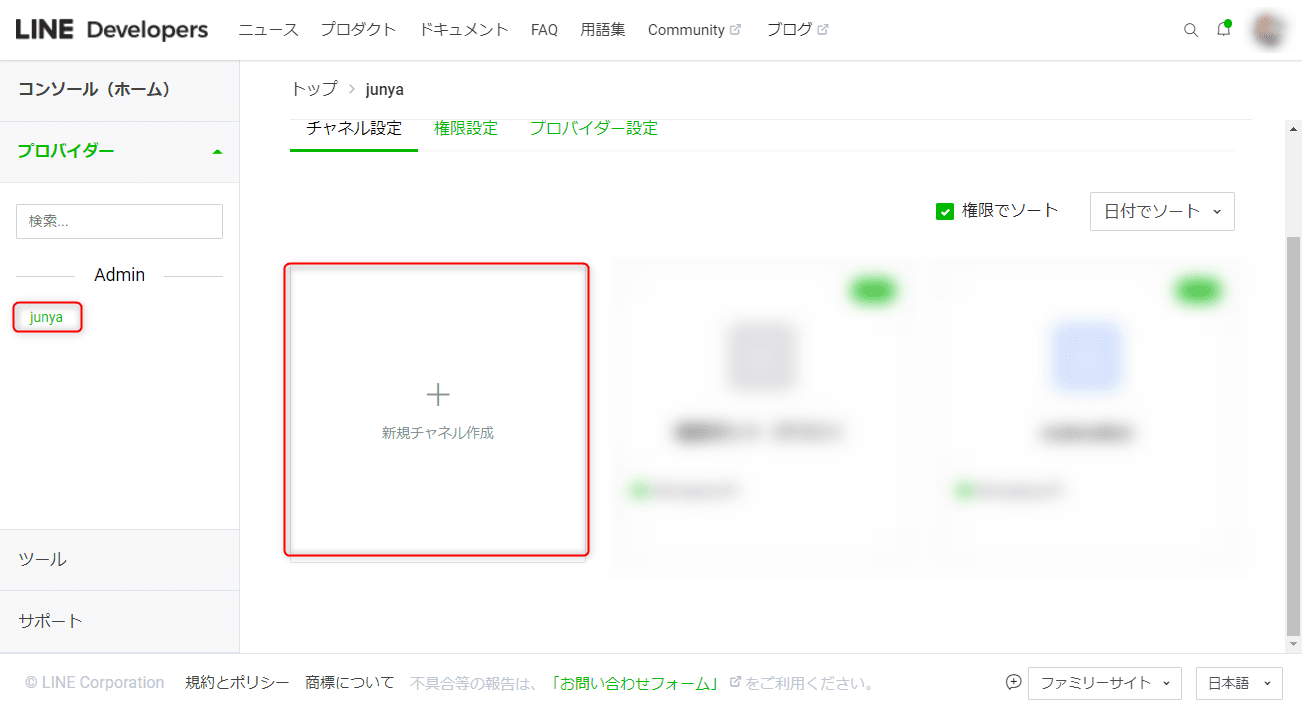 LINE Developers ニュース プロダクト ドキュメント FAQ 用語集 Community ブログ
コンソール（ホーム）
プロバイダー
検索...
Admin
junya
ツール
サポート
トップ > junya
チャネル設定 権限設定 プロバイダー設定
権限でソート 日付でソート
新規チャネル作成
© LINE Corporation 規約とポリシー 商標について 不具合等の報告は、「お問い合わせフォーム」をご利用ください。 ファミリーサイト 日本語